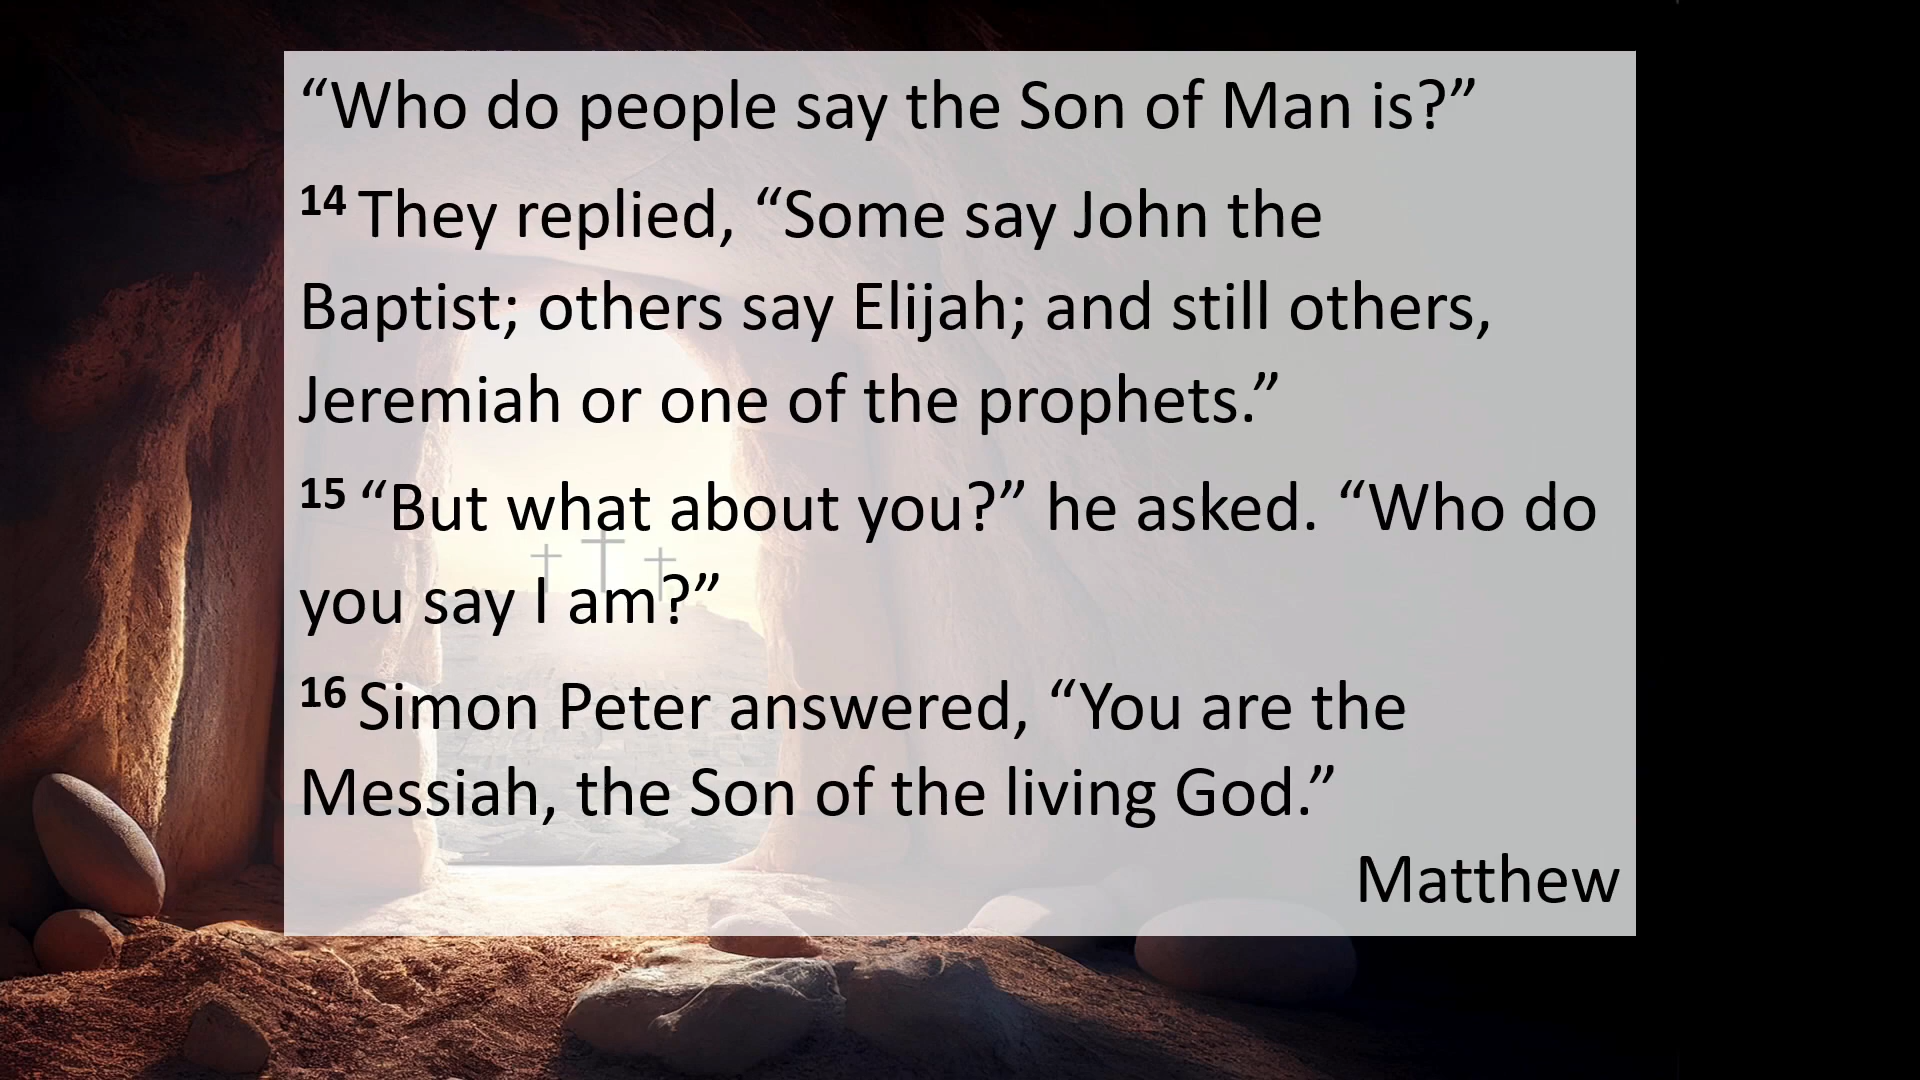 “Who do people say the Son of Man is?”
14 They replied, “Some say John the
Baptist; others say Elijah; and still others,
Jeremiah or one of the prophets.”
15 “But what about you?” he asked. “Who do
you say I am?”
16 Simon Peter answered, “You are the
Messiah, the Son of the living God.”
Matthew